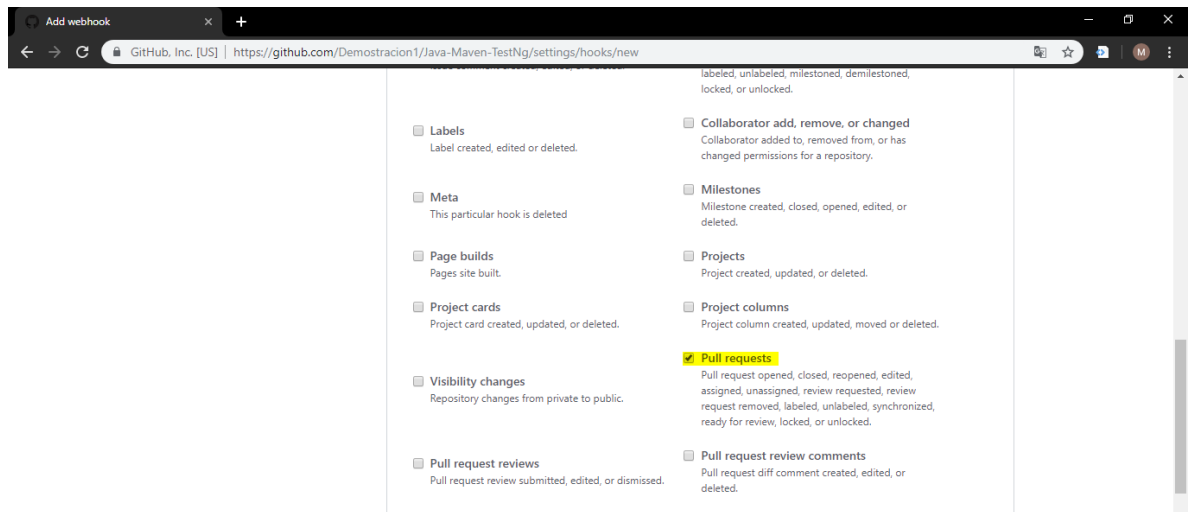 Add webhook
GitHub, Inc. [US] | https://github.com/Demostracion1/Java-Maven-TestNg/settings/hooks/new
M
Issue comment created, edited, or deleted.
labeled, unlabeled, milestoned, demilestoned,
locked, or unlocked.
Labels
Label created, edited or deleted.
Collaborator add, remove, or changed
Collaborator added to, removed from, or has
changed permissions for a repository.
Meta
This particular hook is deleted
Milestones
Milestone created, closed, opened, edited, or
deleted.
Page builds
Pages site built.
Projects
Project created, updated, or deleted.
Project cards
Project card created, updated, or deleted.
Project columns
Project column created, updated, moved or deleted.
Visibility changes
Repository changes from private to public.
Pull requests
Pull request opened, closed, reopened, edited,
assigned, unassigned, review requested, review
request removed, labeled, unlabeled, synchronized,
ready for review, locked, or unlocked.
Pull request reviews
Pull request review submitted, edited, or dismissed.
Pull request review comments
Pull request diff comment created, edited, or
deleted.